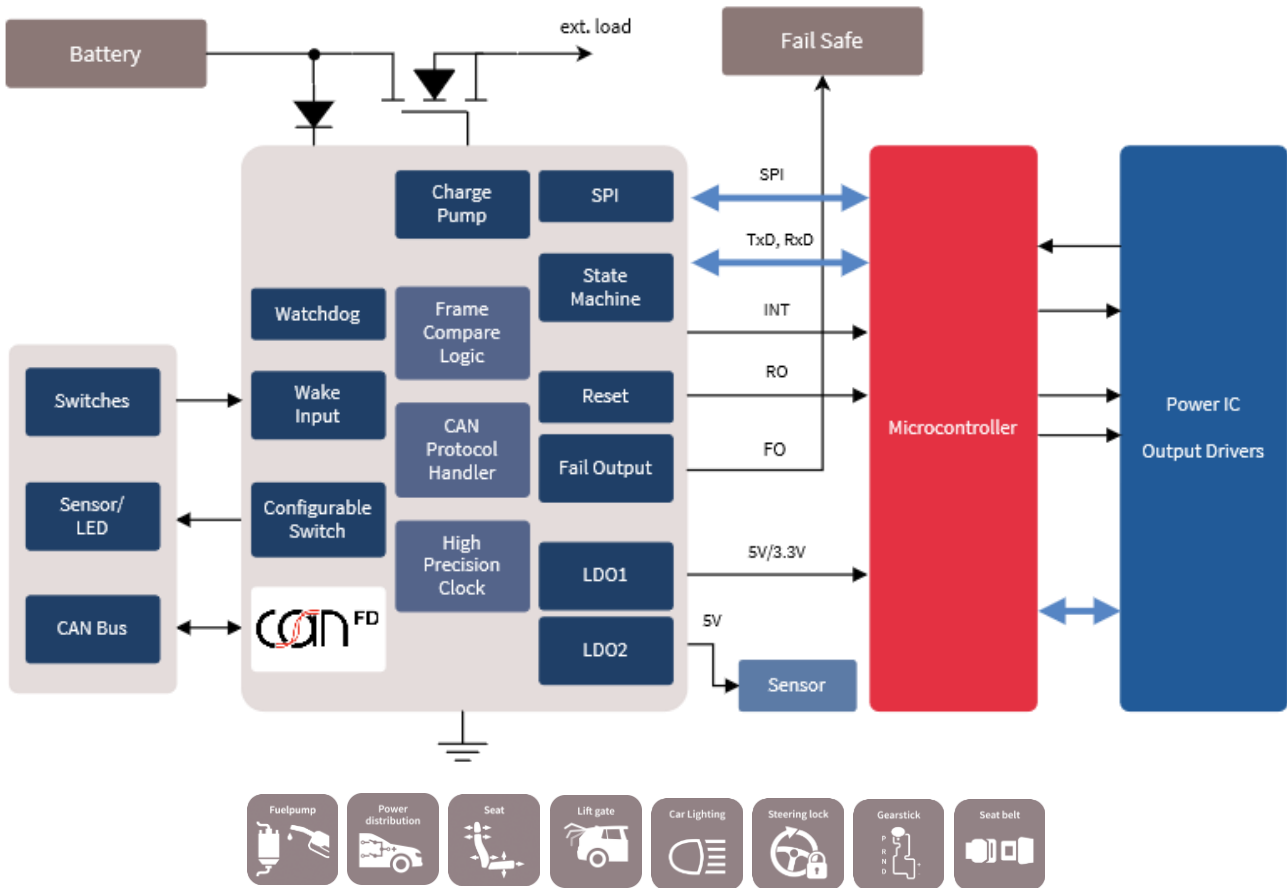 Battery
ext. load
Fail Safe
Charge
Pump
SPI
SPI
TxD, RxD
State
Machine
Watchdog
Frame
Compare
Logic
INT
Switches
Wake
Input
Reset
RO
CAN
Protocol
Handler
Fail Output
FO
Microcontroller
Power IC
Output Drivers
Sensor/
LED
Configurable
Switch
High
Precision
Clock
LDO1
5V/3.3V
CAN Bus
CAN FD
LDO2
5V
Sensor
Fuelpump
Power
distribution
Seat
Lift gate
Car Lighting
Steering lock
Gearstick
P
R
N
D
+
-
Seat belt